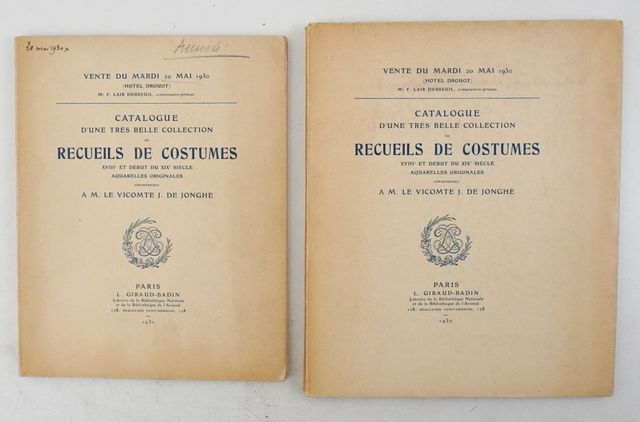 20 mai 1930
VENTE DU MARDI 20 MAI 1930
(HOTEL DROUOT)
Me F. LAIR DUBREUIL, commissaire-priseur
CATALOGUE
D'UNE TRÈS BELLE COLLECTION
DE
RECUEILS DE COSTUMES
XVIIIe ET DÉBUT DU XIXe SIÈCLE
AQUARELLES ORIGINALES
APPARTENANT
A M. LE VICOMTE J. DE JONGHE
PARIS
L. GIRAUD-BADIN
Libraire de la Bibliothèque Nationale
et de la Bibliothèque de l'Arsenal
128, BOULEVARD SAINT-GERMAIN, 128
1930
VENTE DU MARDI 20 MAI 1930
(HOTEL DROUOT)
Me F. LAIR DUBREUIL, commissaire-priseur
CATALOGUE
D'UNE TRÈS BELLE COLLECTION
DE
RECUEILS DE COSTUMES
XVIIIe ET DÉBUT DU XIXe SIÈCLE
AQUARELLES ORIGINALES
APPARTENANT
A M. LE VICOMTE J. DE JONGHE
PARIS
L. GIRAUD-BADIN
Libraire de la Bibliothèque Nationale
et de la Bibliothèque de l'Arsenal
128, BOULEVARD SAINT-GERMAIN, 128
1930